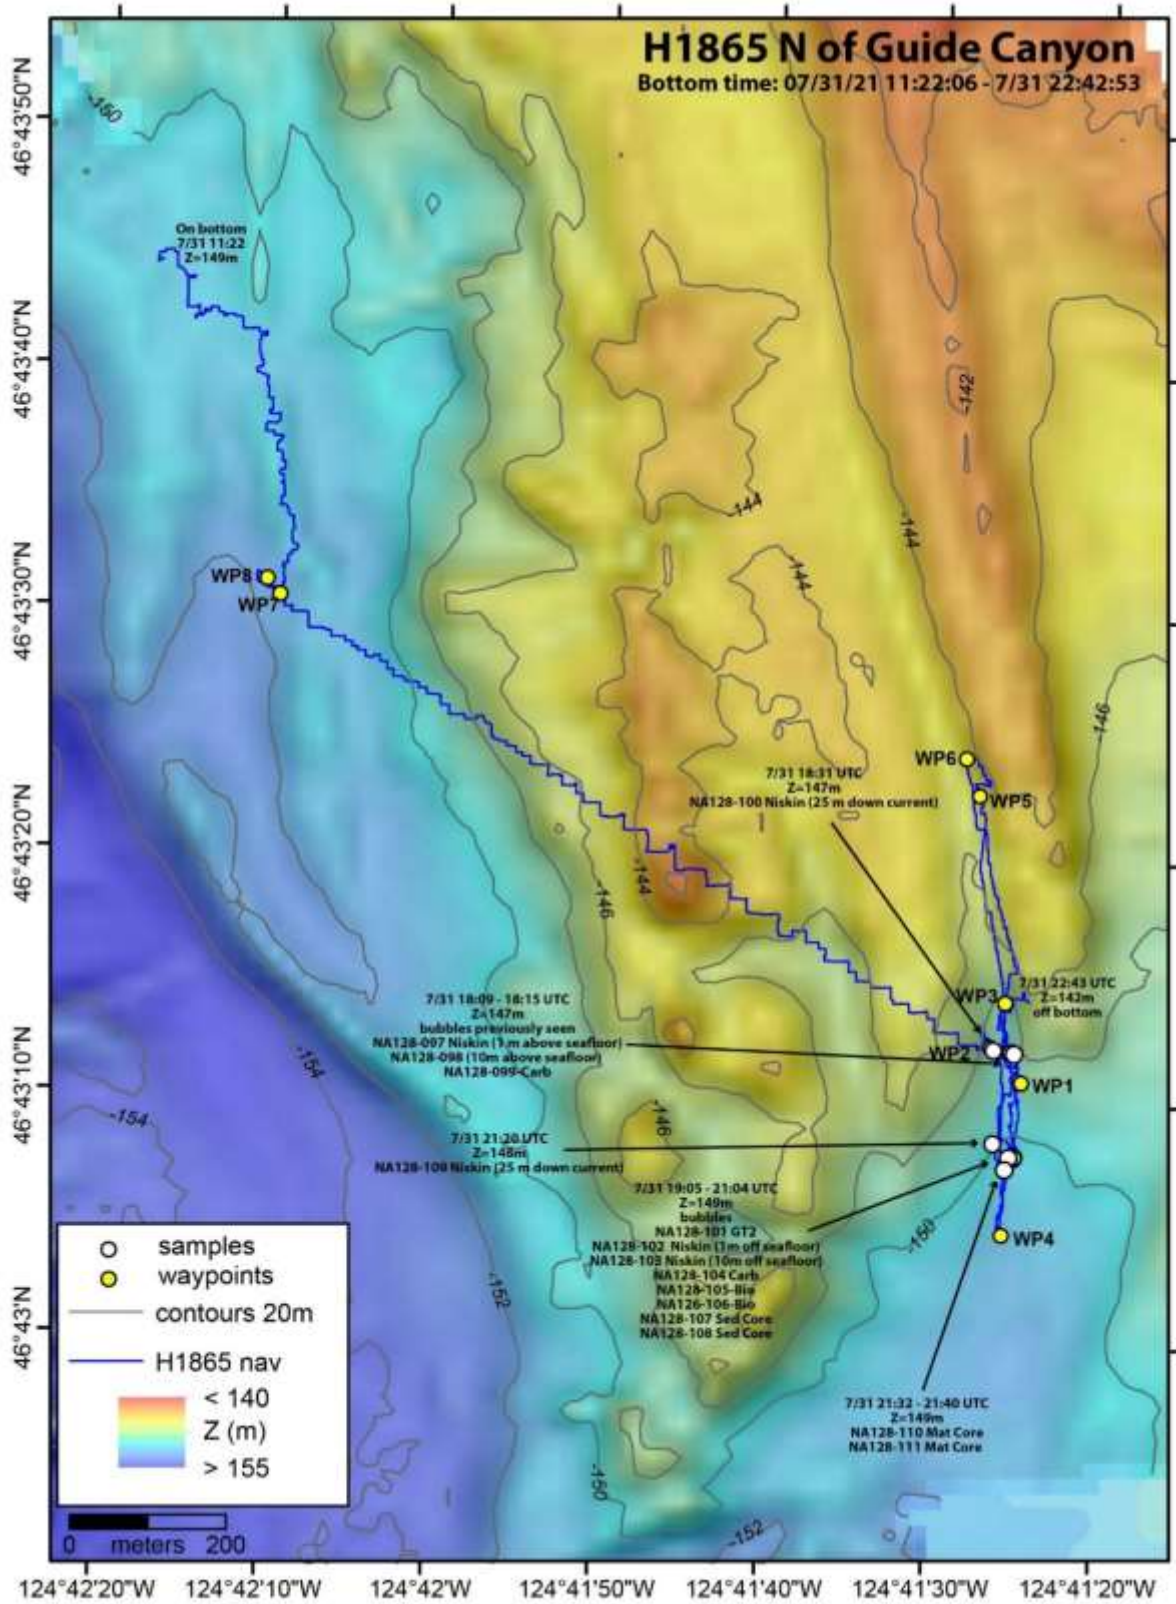 H1865 N of Guide Canyon
Bottom time: 07/31/21 11:22:06 - 7/31 22:42:53
46°43'50"N
46°43'40"N
46°43'30"N
46°43'20"N
46°43'10"N
46°43'N
-150
On bottom
7/31 11:22
Z=149m
-142
-144
-144
-144
WP8
WP7
-146
WP6
WP5
7/31 18:31 UTC
Z=147m
NA128-100 Niskin (25 m down current)
-144
-146
WP3
7/31 22:43 UTC
Z=142m
off bottom
7/31 18:09 - 18:15 UTC
Z=147m
bubbles previously seen
NA128-097 Niskin (1 m above seafloor)
NA128-098 (10m above seafloor)
NA128-099-Carb
WP2
WP1
-154
-154
-146
7/31 21:20 UTC
Z=148m
NA128-109 Niskin (25 m down current)
7/31 19:05 - 21:04 UTC
Z=149m
bubbles
NA128-101 GT2
NA128-102 Niskin (1m off seafloor)
NA128-103 Niskin (10m off seafloor)
NA128-104 Carb
NA128-105-Bio
NA126-106-Bio
NA128-107 Sed Core
NA128-108 Sed Core
-150
WP4
-152
7/31 21:32 - 21:40 UTC
Z=149m
NA128-110 Mat Core
NA128-111 Mat Core
-150
-152
samples
waypoints
contours 20m
H1865 nav
< 140
Z (m)
> 155
0 meters 200
124°42'20"W 124°42'10"W 124°42'W 124°41'50"W 124°41'40"W 124°41'30"W 124°41'20"W